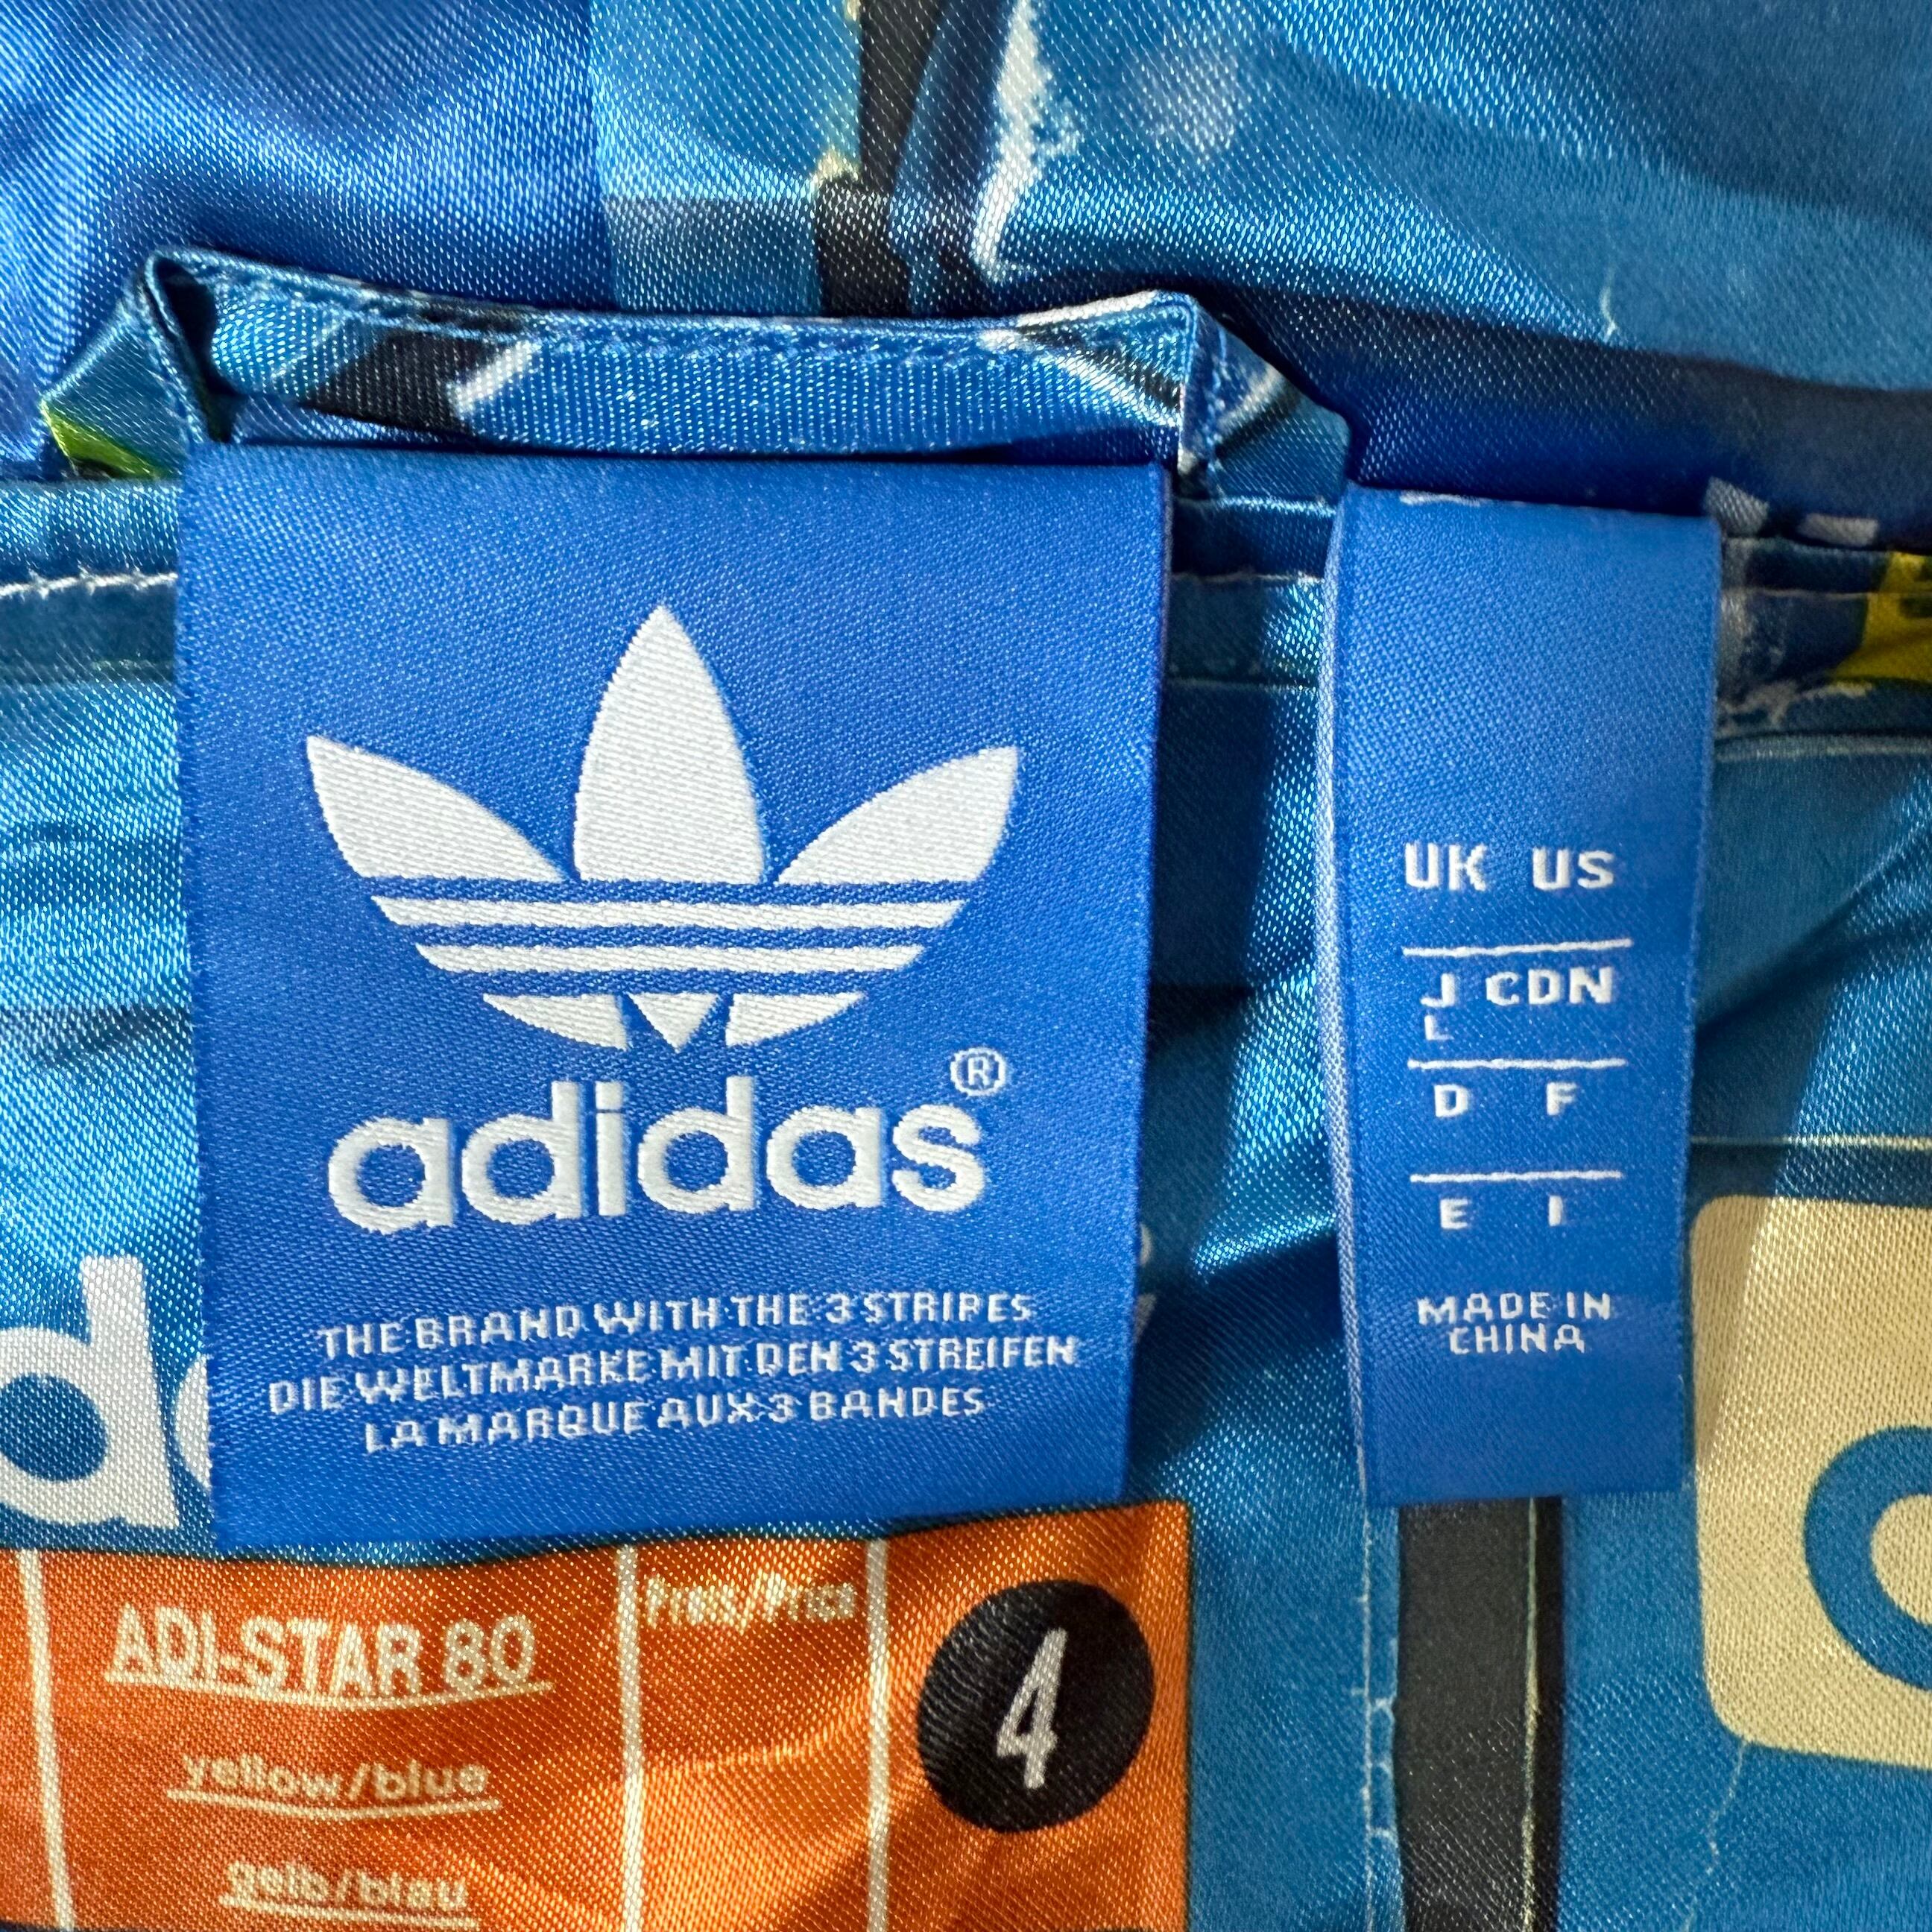 adidas®
THE BRAND WITH THE 3 STRIPES
DIE WELTMARKE MIT DEN 3 STREIFEN
LA MARQUE AUX 3 BANDES
UK US
J CDN
L
D F
E I
MADE IN
CHINA
ADI-STAR 80
Preis/Price
4
yellow/blue
gelb/blau